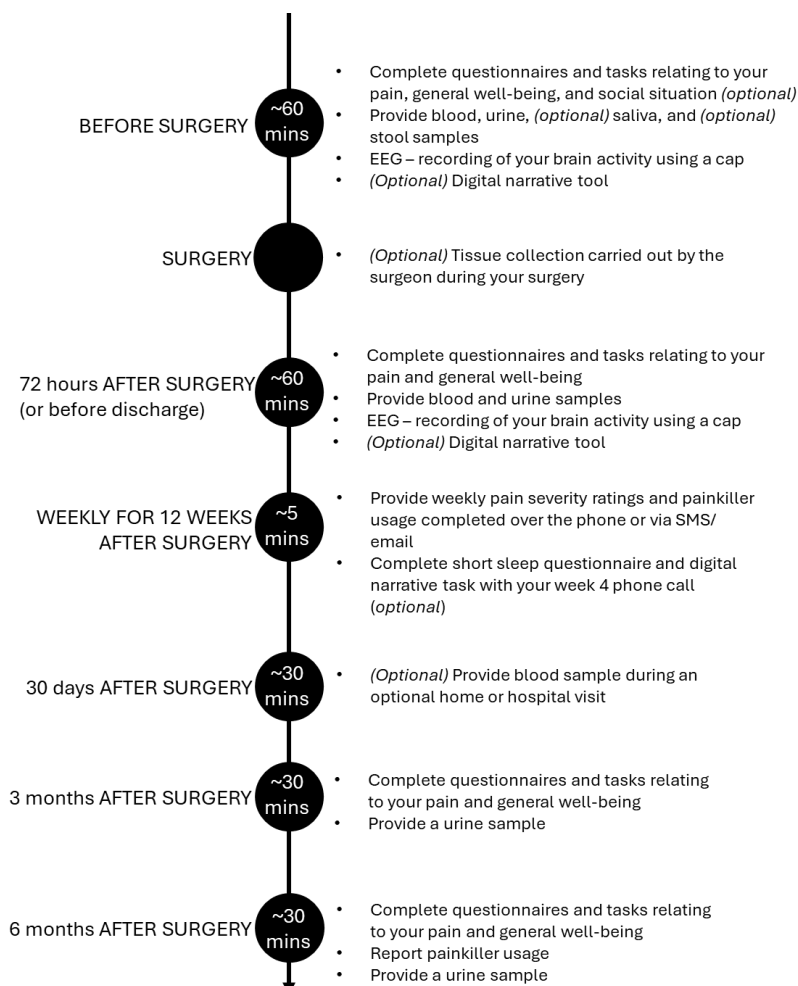 BEFORE SURGERY
~60
mins
• Complete questionnaires and tasks relating to your
pain, general well-being, and social situation (optional)
• Provide blood, urine, (optional) saliva, and (optional)
stool samples
• EEG – recording of your brain activity using a cap
• (Optional) Digital narrative tool
SURGERY
• (Optional) Tissue collection carried out by the
surgeon during your surgery
72 hours AFTER SURGERY
(or before discharge)
~60
mins
• Complete questionnaires and tasks relating to your
pain and general well-being
• Provide blood and urine samples
• EEG – recording of your brain activity using a cap
• (Optional) Digital narrative tool
WEEKLY FOR 12 WEEKS
AFTER SURGERY
~5
mins
• Provide weekly pain severity ratings and painkiller
usage completed over the phone or via SMS/
email
• Complete short sleep questionnaire and digital
narrative task with your week 4 phone call
(optional)
30 days AFTER SURGERY
~30
mins
• (Optional) Provide blood sample during an
optional home or hospital visit
3 months AFTER SURGERY
~30
mins
• Complete questionnaires and tasks relating
to your pain and general well-being
• Provide a urine sample
6 months AFTER SURGERY
~30
mins
• Complete questionnaires and tasks relating
to your pain and general well-being
• Report painkiller usage
• Provide a urine sample